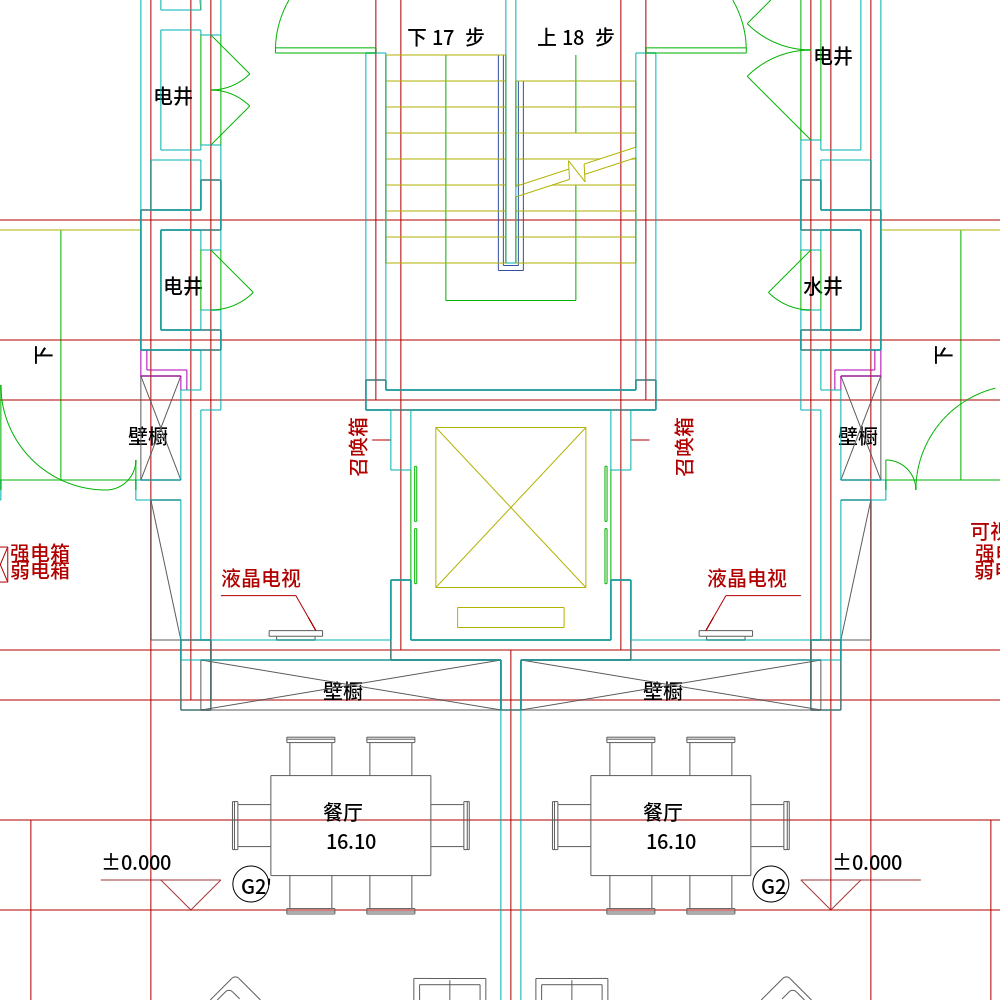 下 17 步
上 18 步
电井
电井
电井
水井
下
下
壁橱
壁橱
召唤箱
召唤箱
可视
强电箱
弱电箱
强电
弱电
液晶电视
液晶电视
壁橱
壁橱
餐厅
16.10
餐厅
16.10
±0.000
±0.000
G2'
G2